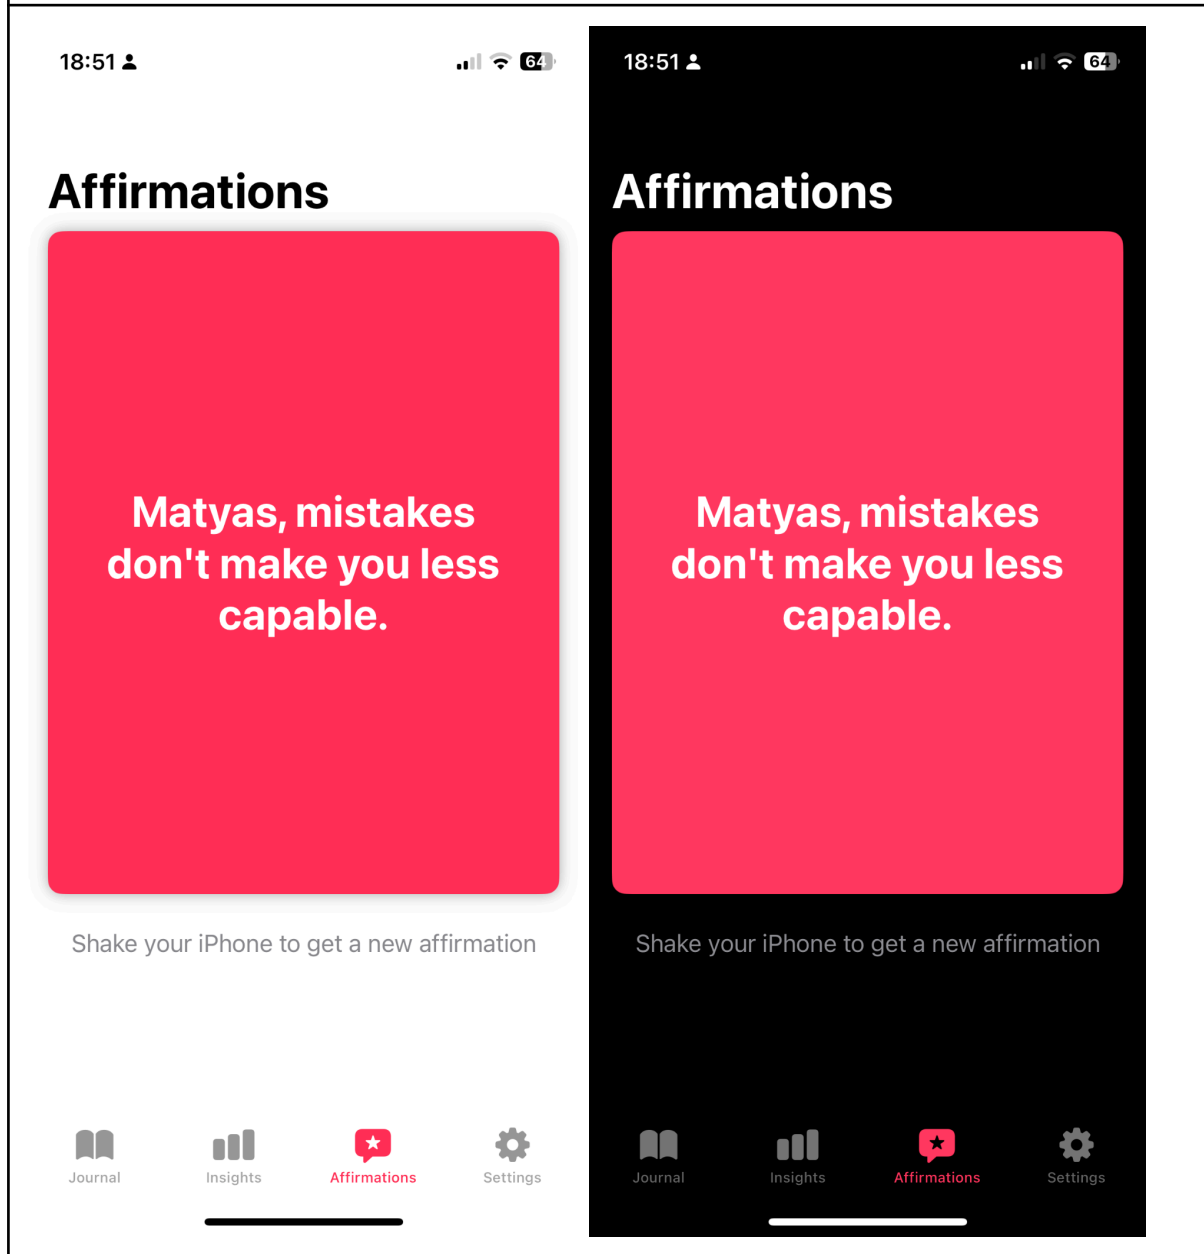 18:51
64
Affirmations
Matyas, mistakes
don't make you less
capable.
Shake your iPhone to get a new affirmation
Journal
Insights
Affirmations
Settings
18:51
64
Affirmations
Matyas, mistakes
don't make you less
capable.
Shake your iPhone to get a new affirmation
Journal
Insights
Affirmations
Settings